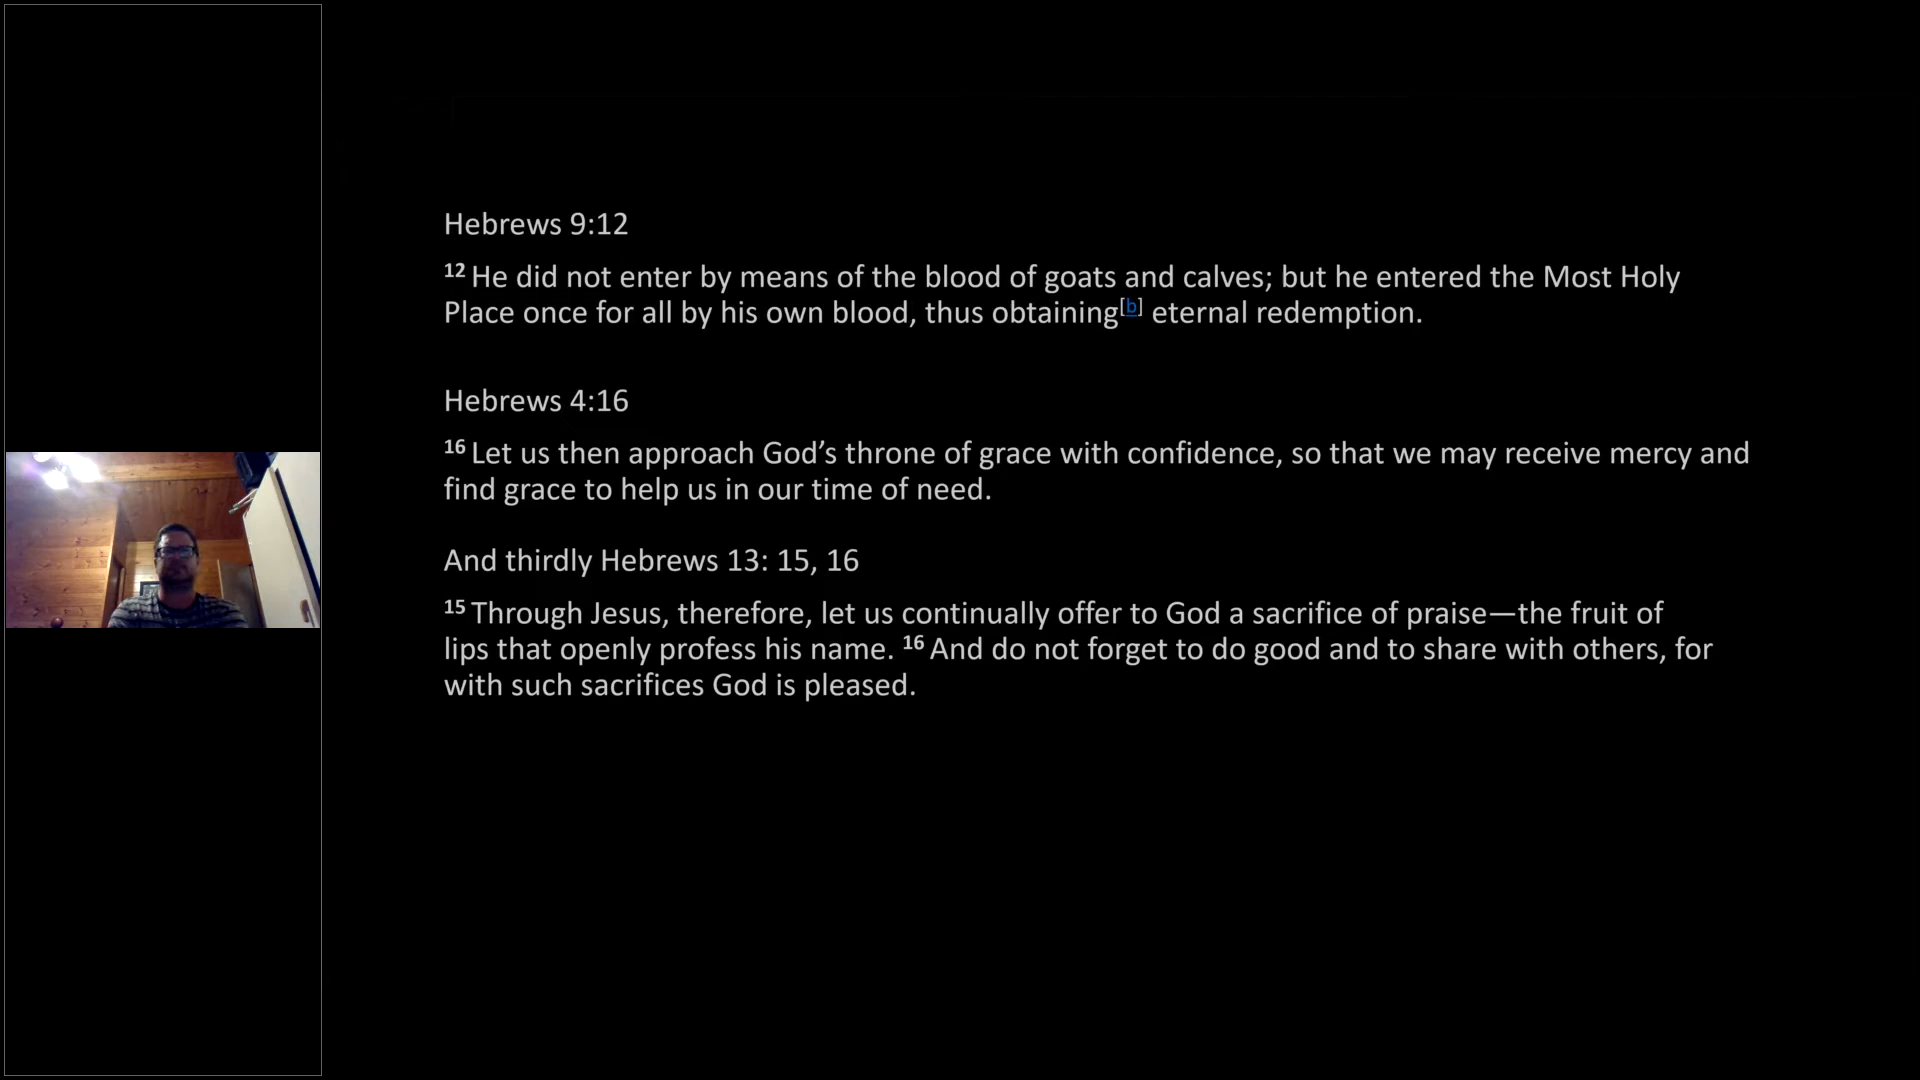 Hebrews 9:12
12 He did not enter by means of the blood of goats and calves; but he entered the Most Holy
Place once for all by his own blood, thus obtaining[b] eternal redemption.
Hebrews 4:16
16 Let us then approach God’s throne of grace with confidence, so that we may receive mercy and
find grace to help us in our time of need.
And thirdly Hebrews 13: 15, 16
15 Through Jesus, therefore, let us continually offer to God a sacrifice of praise—the fruit of
lips that openly profess his name. 16 And do not forget to do good and to share with others, for
with such sacrifices God is pleased.